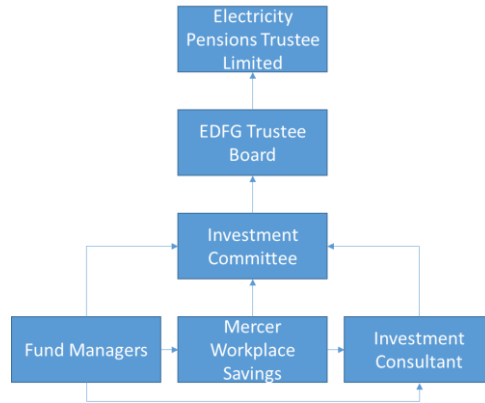 Electricity
Pensions Trustee
Limited
EDFG Trustee
Board
Investment
Committee
Fund Managers
Mercer
Workplace
Savings
Investment
Consultant